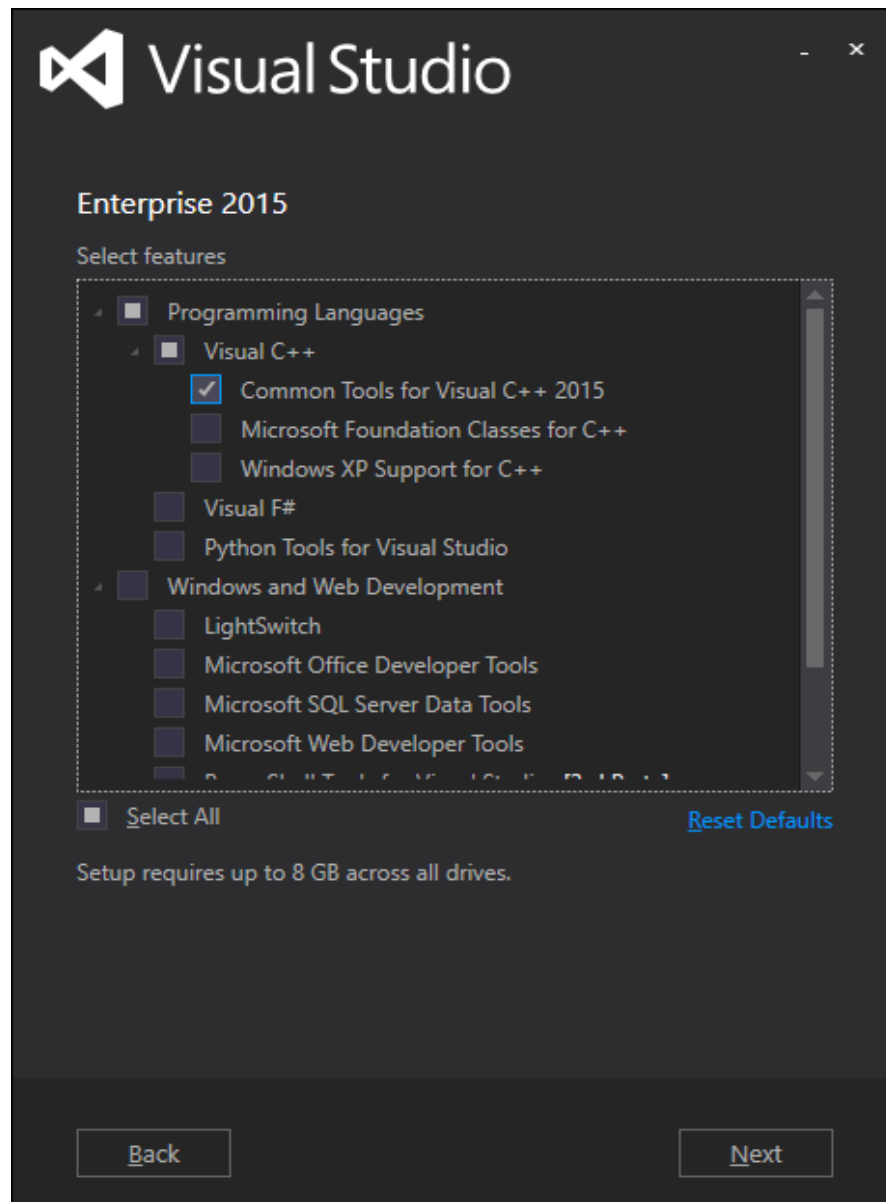 Visual Studio
Enterprise 2015
Select features
Programming Languages
Visual C++
Common Tools for Visual C++ 2015
Microsoft Foundation Classes for C++
Windows XP Support for C++
Visual F#
Python Tools for Visual Studio
Windows and Web Development
LightSwitch
Microsoft Office Developer Tools
Microsoft SQL Server Data Tools
Microsoft Web Developer Tools
Select All
Reset Defaults
Setup requires up to 8 GB across all drives.
Back
Next